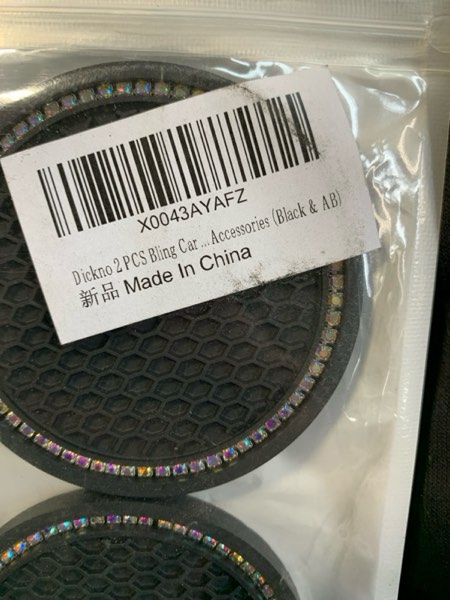 X0043AYAFZ
Dickno 2 PCS Bling Car ... Accessories (Black & AB)
新品 Made In China